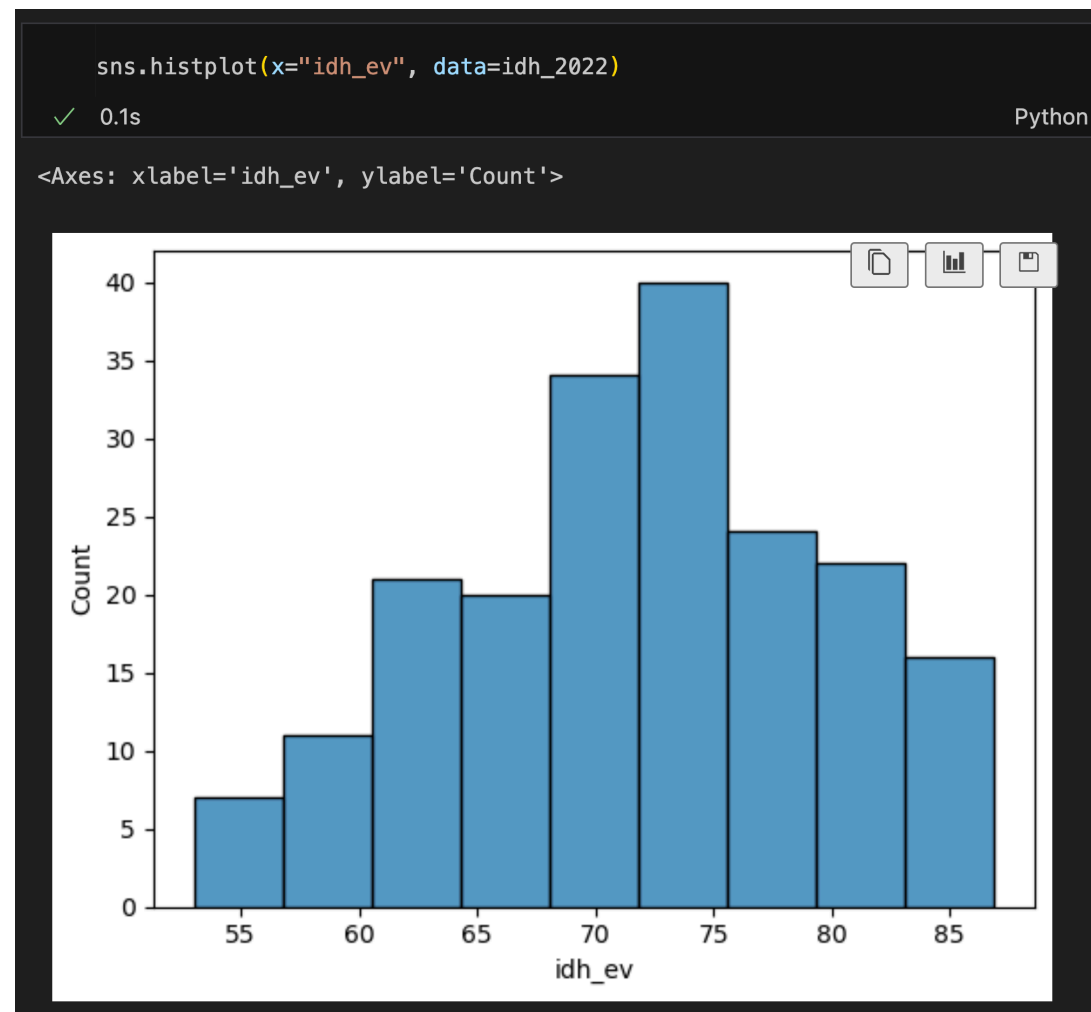 sns.histplot(x="idh_ev", data=idh_2022)
0.1s
Python
<Axes: xlabel='idh_ev', ylabel='Count'>
40
35
30
25
20
15
10
5
0
Count
55 60 65 70 75 80 85
idh_ev